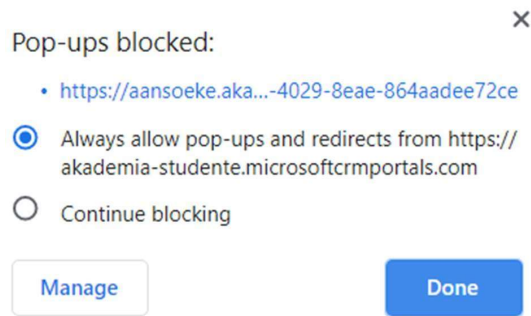 Pop-ups blocked:
https://aansoeke.aka...-4029-8eae-864aadee72ce
Always allow pop-ups and redirects from https://
akademia-studente.microsoftcrmportals.com
Continue blocking
Manage
Done